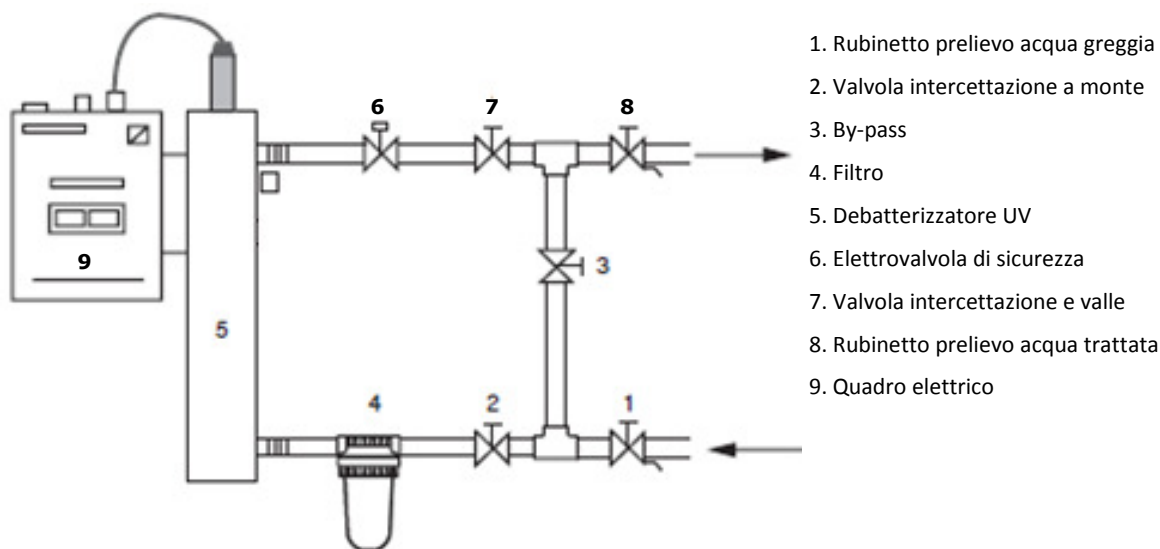 6
7
8
9
5
3
4
2
1
1. Rubinetto prelievo acqua greggia
2. Valvola intercettazione a monte
3. By-pass
4. Filtro
5. Debatterizzatore UV
6. Elettrovalvola di sicurezza
7. Valvola intercettazione e valle
8. Rubinetto prelievo acqua trattata
9. Quadro elettrico